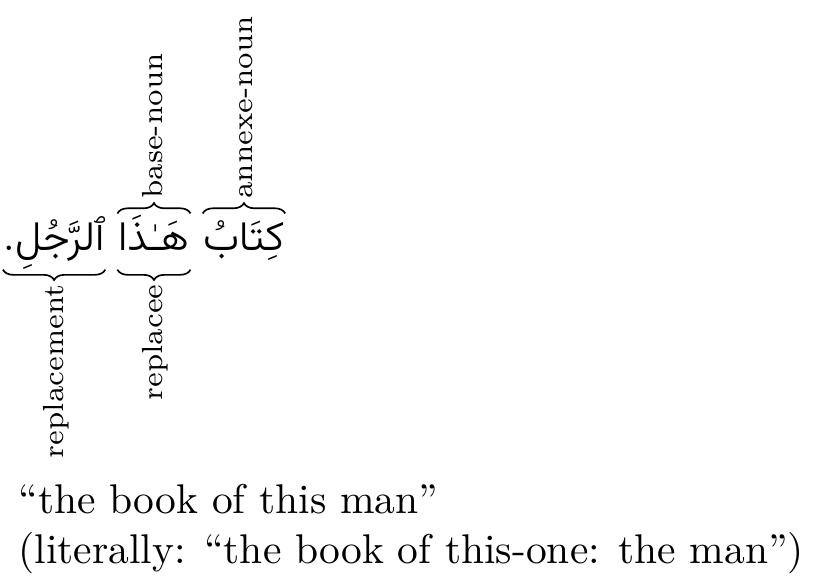 annexe-noun
base-noun
كِتَابُ هَـٰذَا ٱلرَّجُلِ.
replacee
replacement
“the book of this man”
(literally: “the book of this-one: the man”)